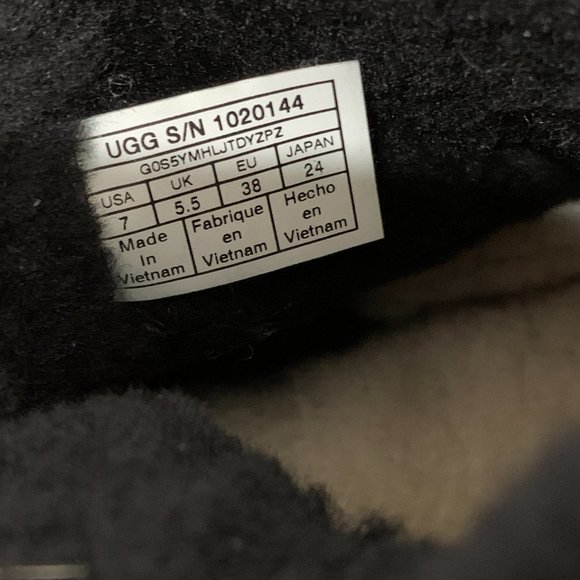 UGG S/N 1020144
G0S5YMHLJTDYZPZ
USA UK EU JAPAN
7 5.5 38 24
Made Fabrique Hecho
In en en
Vietnam Vietnam Vietnam